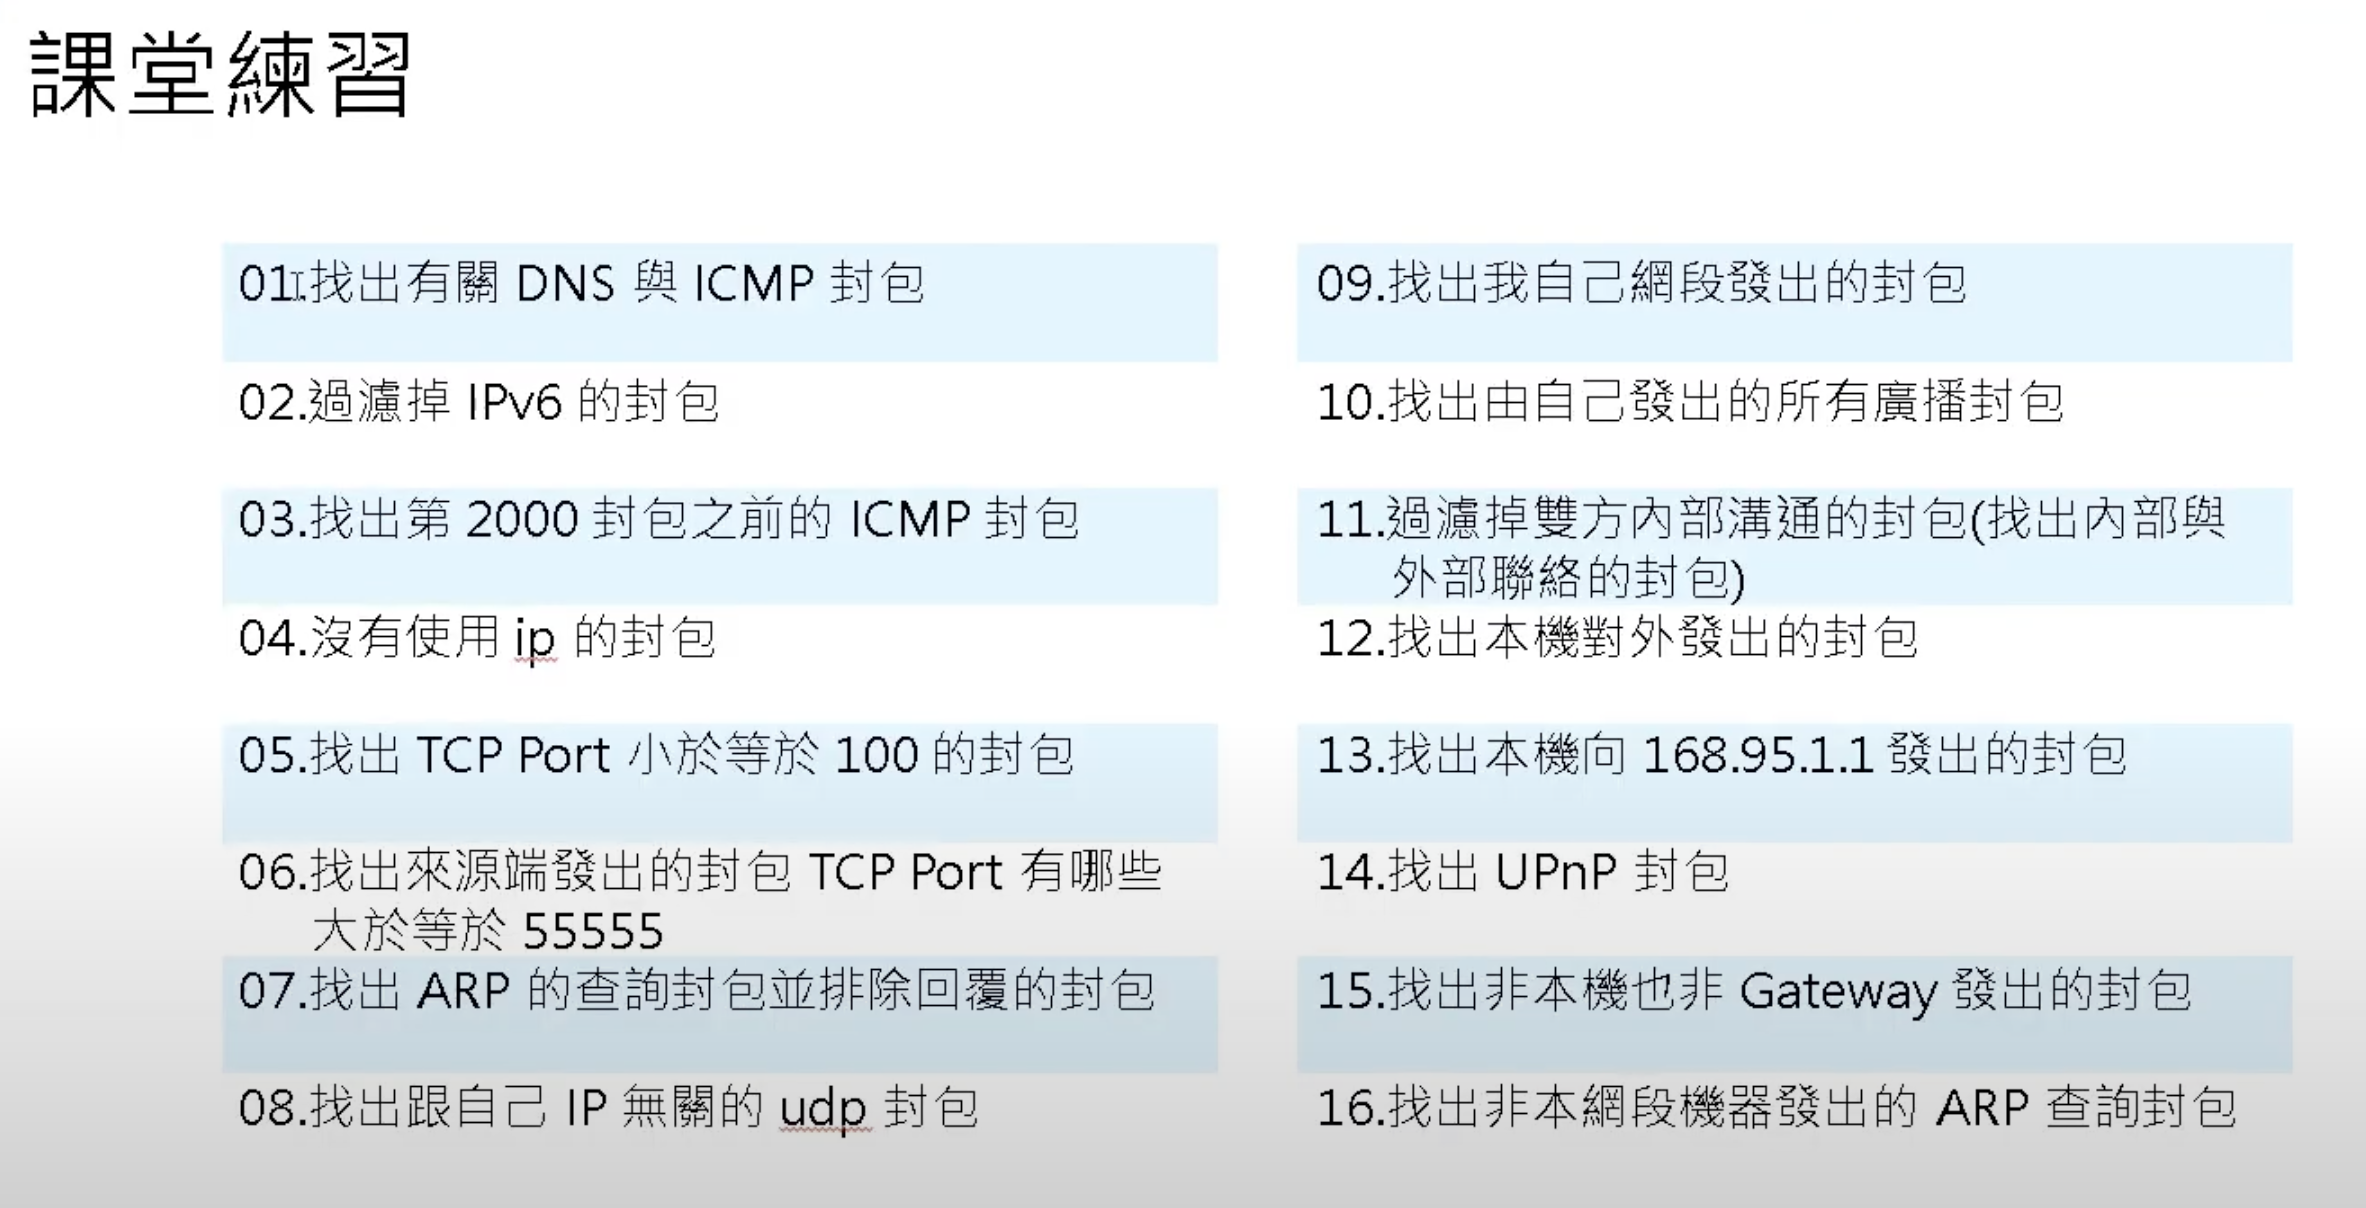 課堂練習
01.找出有關 DNS 與 ICMP 封包
02.過濾掉 IPv6 的封包
03.找出第 2000 封包之前的 ICMP 封包
04.沒有使用 ip 的封包
05.找出 TCP Port 小於等於 100 的封包
06.找出來源端發出的封包 TCP Port 有哪些
大於等於 55555
07.找出 ARP 的查詢封包並排除回覆的封包
08.找出跟自己 IP 無關的 udp 封包
09.找出我自己網段發出的封包
10.找出由自己發出的所有廣播封包
11.過濾掉雙方內部溝通的封包(找出內部與
外部聯絡的封包)
12.找出本機對外發出的封包
13.找出本機向 168.95.1.1 發出的封包
14.找出 UPnP 封包
15.找出非本機也非 Gateway 發出的封包
16.找出非本網段機器發出的 ARP 查詢封包